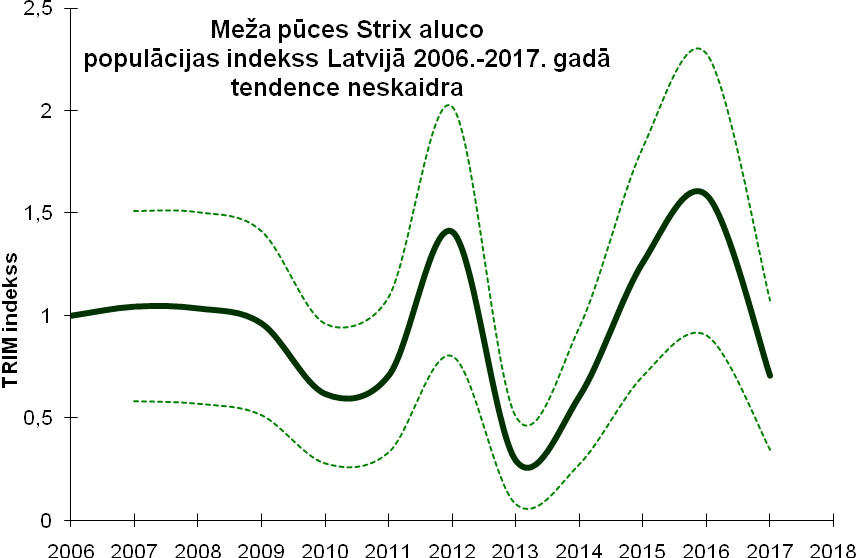 Meža pūces Strix aluco
populācijas indekss Latvijā 2006.-2017. gadā
tendence neskaidra
TRIM indekss
2,5
2
1,5
1
0,5
0
2006 2007 2008 2009 2010 2011 2012 2013 2014 2015 2016 2017 2018